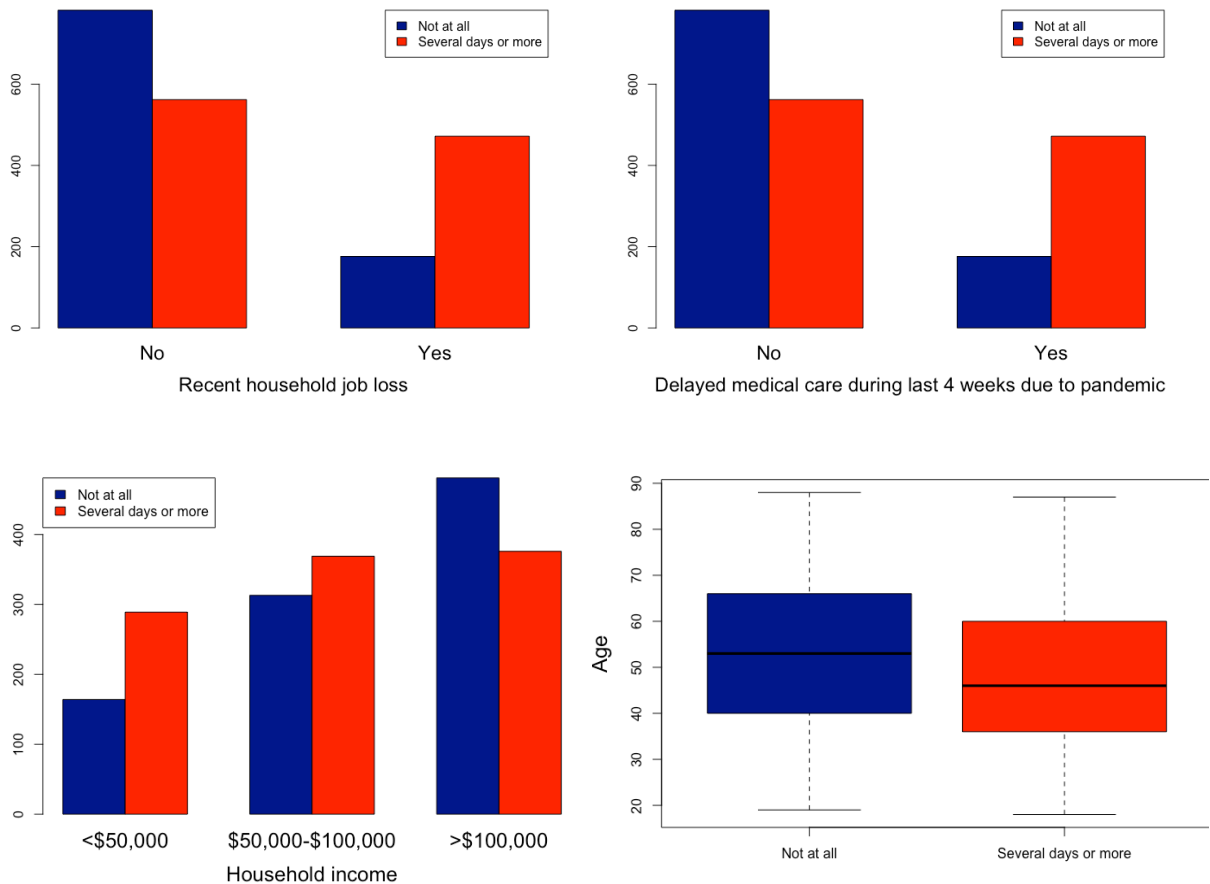 Not at all
Several days or more
600
400
200
0
No
Yes
Recent household job loss
Not at all
Several days or more
600
400
200
0
No
Yes
Delayed medical care during last 4 weeks due to pandemic
Not at all
Several days or more
400
300
200
100
0
<$50,000
$50,000-$100,000
>$100,000
Household income
Age
90
80
70
60
50
40
30
20
Not at all
Several days or more